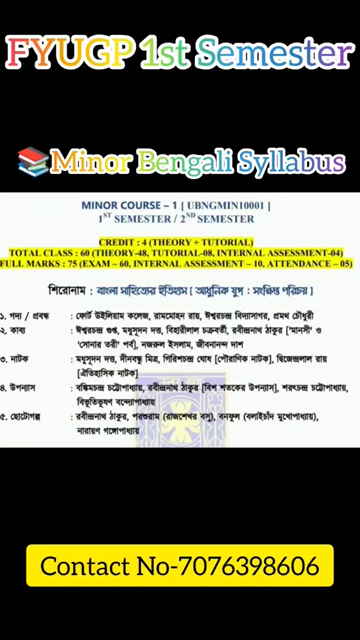 FYUGP 1st Semester
📚Minor Bengali Syllabus
MINOR COURSE – 1 [ UBNGMIN10001 ]
1ST SEMESTER / 2ND SEMESTER
CREDIT : 4 (THEORY + TUTORIAL)
TOTAL CLASS : 60 (THEORY-48, TUTORIAL-08, INTERNAL ASSESSMENT-04)
FULL MARKS : 75 (EXAM – 60, INTERNAL ASSESSMENT – 10, ATTENDANCE – 05)
শিরোনাম : বাংলা সাহিত্যের ইতিহাস [ আধুনিক যুগ : সংক্ষিপ্ত পরিচয় ]
১. গদ্য / প্রবন্ধ : ফোর্ট উইলিয়াম কলেজ, রামমোহন রায়, ঈশ্বরচন্দ্র বিদ্যাসাগর, প্রমথ চৌধুরী
২. কাব্য : ঈশ্বরচন্দ্র গুপ্ত, মধুসূদন দত্ত, বিহারীলাল চক্রবর্তী, রবীন্দ্রনাথ ঠাকুর ['মানসী' ও
'সোনার তরী' পর্ব], নজরুল ইসলাম, জীবনানন্দ দাশ
৩. নাটক : মধুসূদন দত্ত, দীনবন্ধু মিত্র, গিরিশচন্দ্র ঘোষ [পৌরাণিক নাটক], দ্বিজেন্দ্রলাল রায়
[ঐতিহাসিক নাটক]
৪. উপন্যাস : বঙ্কিমচন্দ্র চট্টোপাধ্যায়, রবীন্দ্রনাথ ঠাকুর [বিশ শতকের উপন্যাস], শরৎচন্দ্র চট্টোপাধ্যায়,
বিভূতিভূষণ বন্দ্যোপাধ্যায়
৫. ছোটোগল্প : রবীন্দ্রনাথ ঠাকুর, পরশুরাম (রাজশেখর বসু), বনফুল (বলাইচাঁদ মুখোপাধ্যায়),
নারায়ণ গঙ্গোপাধ্যায়
Contact No-7076398606